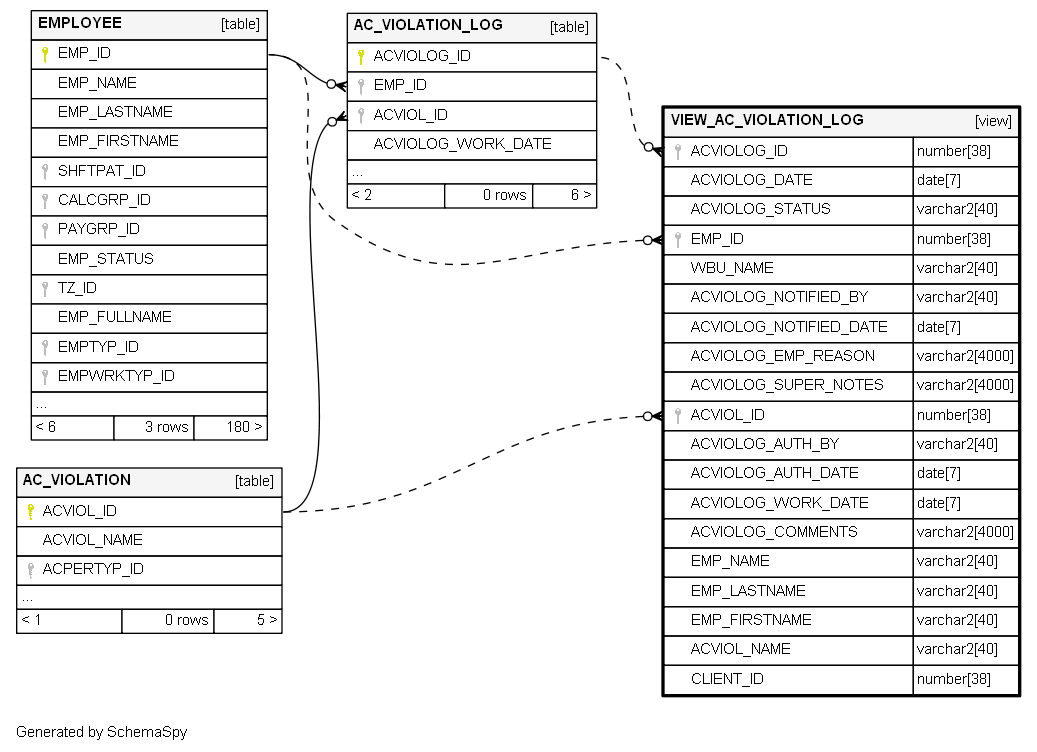 EMPLOYEE [table]
EMP_ID
EMP_NAME
EMP_LASTNAME
EMP_FIRSTNAME
SHFTPAT_ID
CALCGRP_ID
PAYGRP_ID
EMP_STATUS
TZ_ID
EMP_FULLNAME
EMPTYP_ID
EMPWRKTYP_ID
...
< 6 3 rows 180 >
AC_VIOLATION_LOG [table]
ACVIOLOG_ID
EMP_ID
ACVIOL_ID
ACVIOLOG_WORK_DATE
...
< 2 0 rows 6 >
AC_VIOLATION [table]
ACVIOL_ID
ACVIOL_NAME
ACPERTYP_ID
...
< 1 0 rows 5 >
VIEW_AC_VIOLATION_LOG [view]
ACVIOLOG_ID number[38]
ACVIOLOG_DATE date[7]
ACVIOLOG_STATUS varchar2[40]
EMP_ID number[38]
WBU_NAME varchar2[40]
ACVIOLOG_NOTIFIED_BY varchar2[40]
ACVIOLOG_NOTIFIED_DATE date[7]
ACVIOLOG_EMP_REASON varchar2[4000]
ACVIOLOG_SUPER_NOTES varchar2[4000]
ACVIOL_ID number[38]
ACVIOLOG_AUTH_BY varchar2[40]
ACVIOLOG_AUTH_DATE date[7]
ACVIOLOG_WORK_DATE date[7]
ACVIOLOG_COMMENTS varchar2[4000]
EMP_NAME varchar2[40]
EMP_LASTNAME varchar2[40]
EMP_FIRSTNAME varchar2[40]
ACVIOL_NAME varchar2[40]
CLIENT_ID number[38]
Generated by SchemaSpy